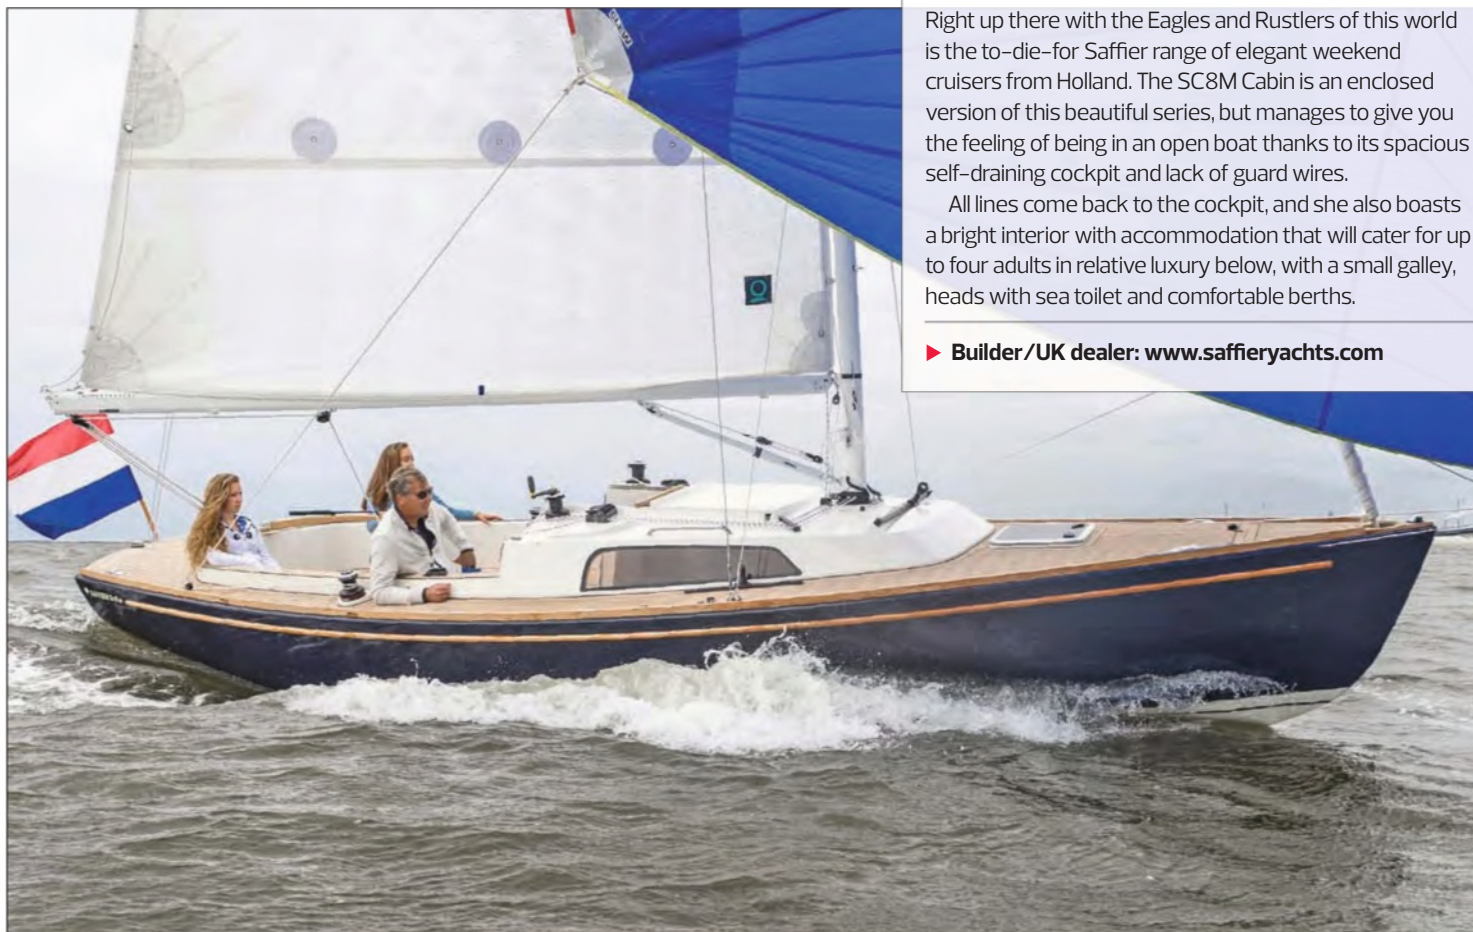 Right up there with the Eagles and Rustlers of this world
is the to-die-for Saffier range of elegant weekend
cruisers from Holland. The SC8M Cabin is an enclosed
version of this beautiful series, but manages to give you
the feeling of being in an open boat thanks to its spacious
self-draining cockpit and lack of guard wires.
All lines come back to the cockpit, and she also boasts
a bright interior with accommodation that will cater for up
to four adults in relative luxury below, with a small galley,
heads with sea toilet and comfortable berths.
▶ Builder/UK dealer: www.saffieryachts.com